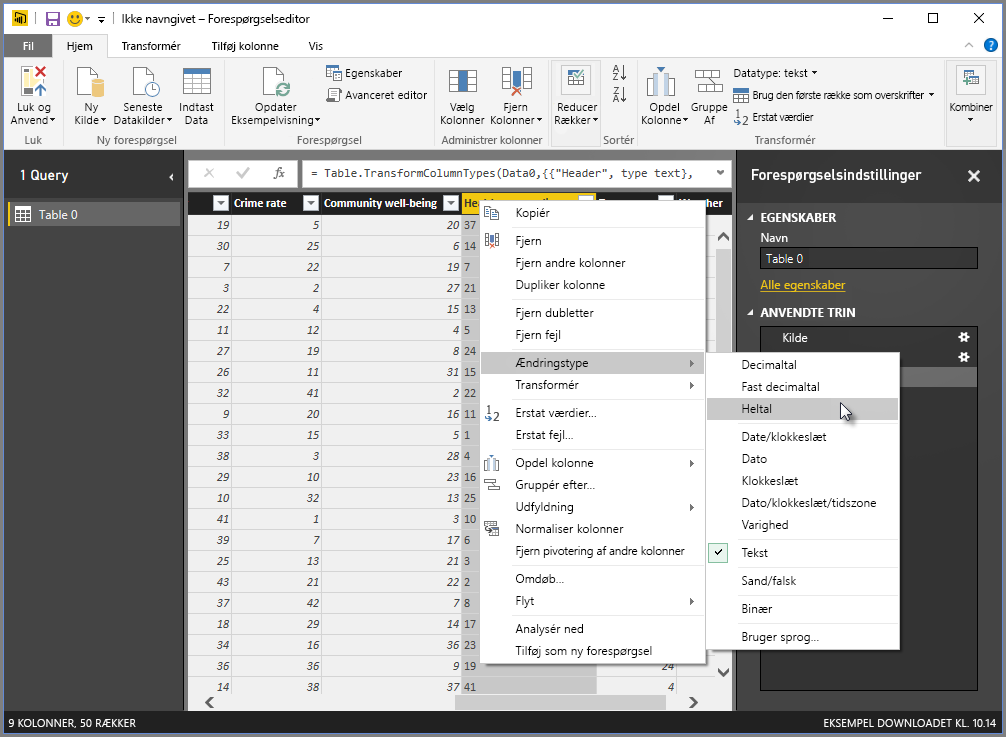 Ikke navngivet – Forespørgselseditor
Fil Hjem Transformér Tilføj kolonne Vis
Luk og Anvend
Ny Kilde
Seneste Datakilder
Indtast Data
Opdater Eksempelvisning
Egenskaber
Avanceret editor
Vælg Kolonner
Fjern Kolonner
Reducer Rækker
Opdel Kolonne
Gruppe Af
Datatype: tekst
Brug den første række som overskrifter
Erstat værdier
Kombiner
Luk Ny forespørgsel Forespørgsel Administrer kolonner Sortér Transformér
1 Query
Table 0
fx = Table.TransformColumnTypes(Data0,{{"Header", type text},
Crime rate Community well-being
19 5 20 37
30 25 6 14
7 22 19 7
3 2 27 21
22 4 15 13
11 12 4 5
27 19 8 24
26 11 31 15
32 41 2 22
9 20 16 11
33 15 5 1
38 3 28 4
29 10 23 16
10 32 13 25
41 1 3 10
39 7 17 6
25 13 21 3
43 21 22 2
37 42 7 8
18 29 14 17
34 16 36 23
36 36 9 19 24
14 38 37 41 4
Kopiér
Fjern
Fjern andre kolonner
Dupliker kolonne
Fjern dubletter
Fjern fejl
Ændringstype
Transformér
Erstat værdier...
Erstat fejl...
Opdel kolonne
Gruppér efter...
Udfyldning
Normaliser kolonner
Fjern pivotering af andre kolonner
Omdøb...
Flyt
Analysér ned
Tilføj som ny forespørgsel
Decimaltal
Fast decimaltal
Heltal
Date/klokkeslæt
Dato
Klokkeslæt
Dato/klokkeslæt/tidszone
Varighed
Tekst
Sand/falsk
Binær
Bruger sprog...
Forespørgselsindstillinger
EGENSKABER
Navn
Table 0
Alle egenskaber
ANVENDTE TRIN
Kilde
9 KOLONNER, 50 RÆKKER
EKSEMPEL DOWNLOADET KL. 10.14